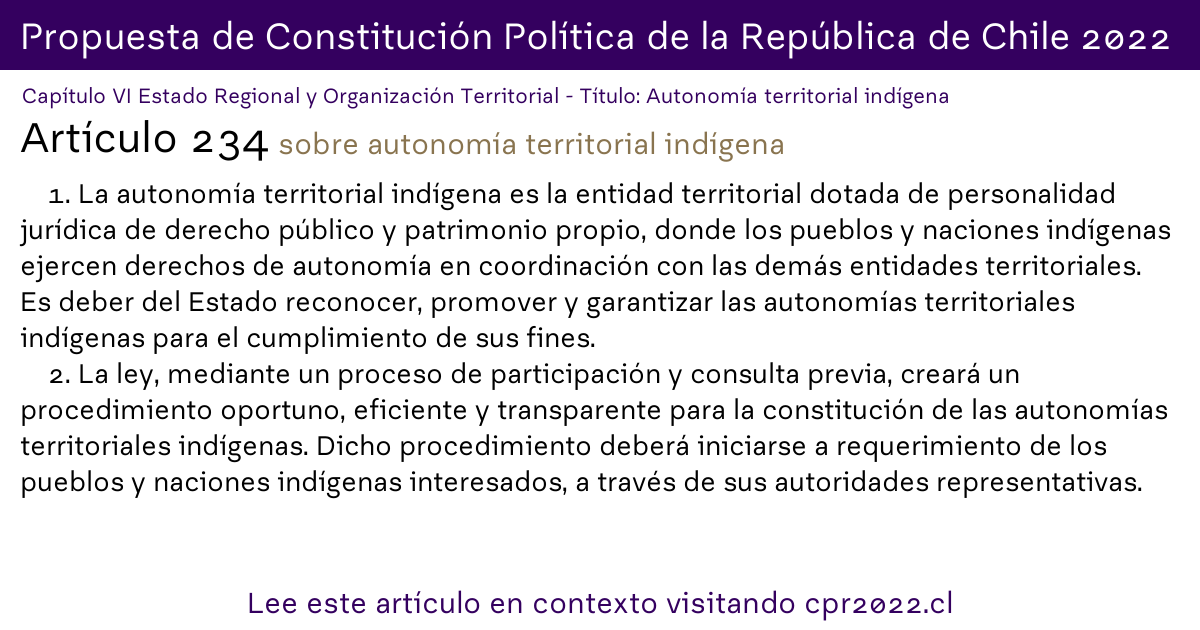 Propuesta de Constitución Política de la República de Chile 2022
Capítulo VI Estado Regional y Organización Territorial - Título: Autonomía territorial indígena
Artículo 234 sobre autonomía territorial indígena
1. La autonomía territorial indígena es la entidad territorial dotada de personalidad
jurídica de derecho público y patrimonio propio, donde los pueblos y naciones indígenas
ejercen derechos de autonomía en coordinación con las demás entidades territoriales.
Es deber del Estado reconocer, promover y garantizar las autonomías territoriales
indígenas para el cumplimiento de sus fines.
2. La ley, mediante un proceso de participación y consulta previa, creará un
procedimiento oportuno, eficiente y transparente para la constitución de las autonomías
territoriales indígenas. Dicho procedimiento deberá iniciarse a requerimiento de los
pueblos y naciones indígenas interesados, a través de sus autoridades representativas.
Lee este artículo en contexto visitando cpr2022.cl